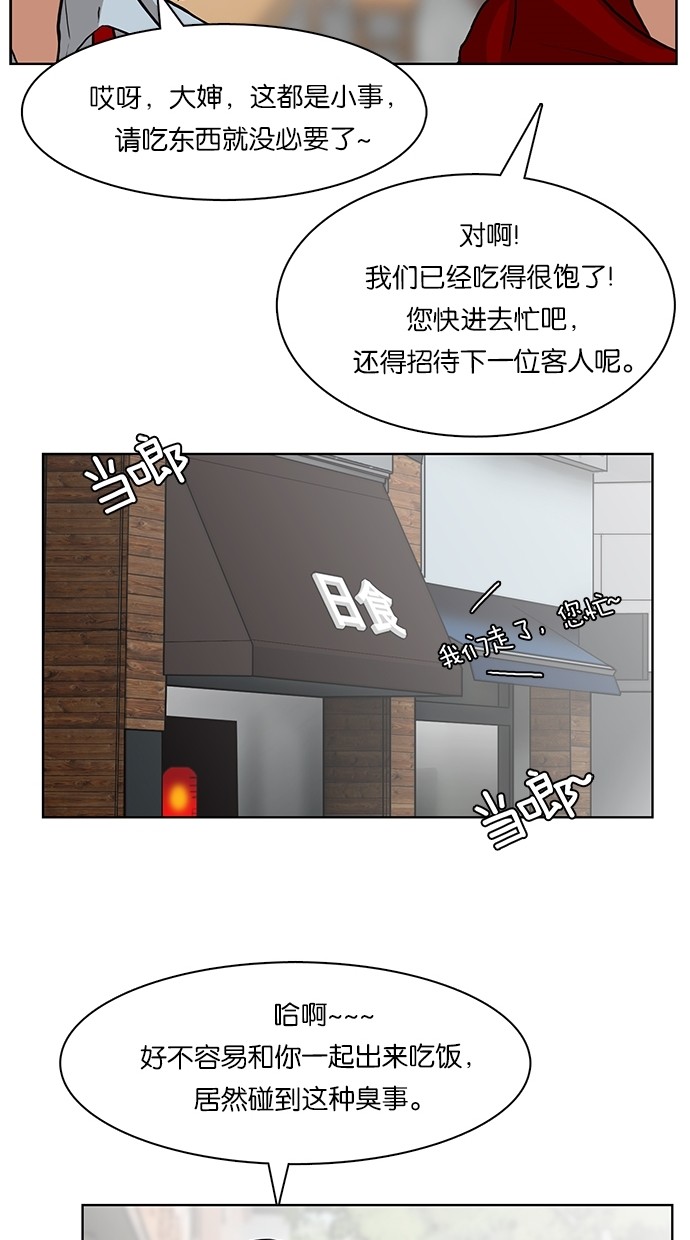 哎呀，大婶，这都是小事，
请吃东西就没必要了~
对啊!
我们已经吃得很饱了!
您快进去忙吧，
还得招待下一位客人呢。
当啷
日食
我们走了，您忙~
当啷~
哈啊~~~
好不容易和你一起出来吃饭，
居然碰到这种臭事。